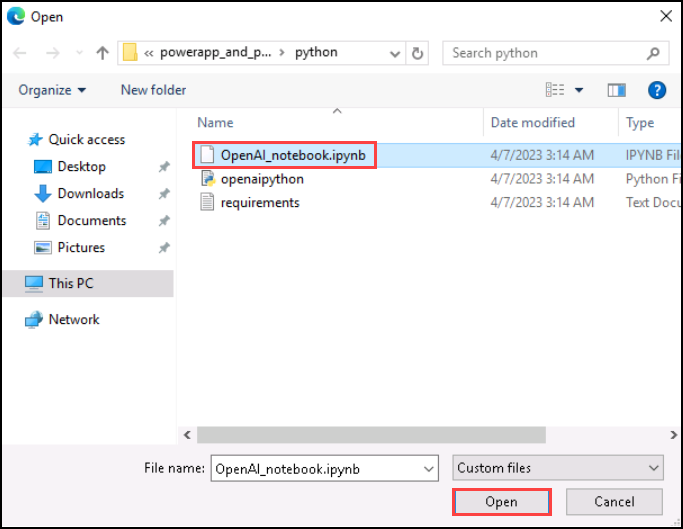 Open
« powerapp_and_p... > python
Search python
Organize
New folder
Name
Date modified
Type
Quick access
Desktop
Downloads
Documents
Pictures
This PC
Network
OpenAI_notebook.ipynb 4/7/2023 3:14 AM IPYNB File
openaipython 4/7/2023 3:14 AM Python Fi
requirements 4/7/2023 3:14 AM Text Docu
File name: OpenAI_notebook.ipynb
Custom files
Open
Cancel